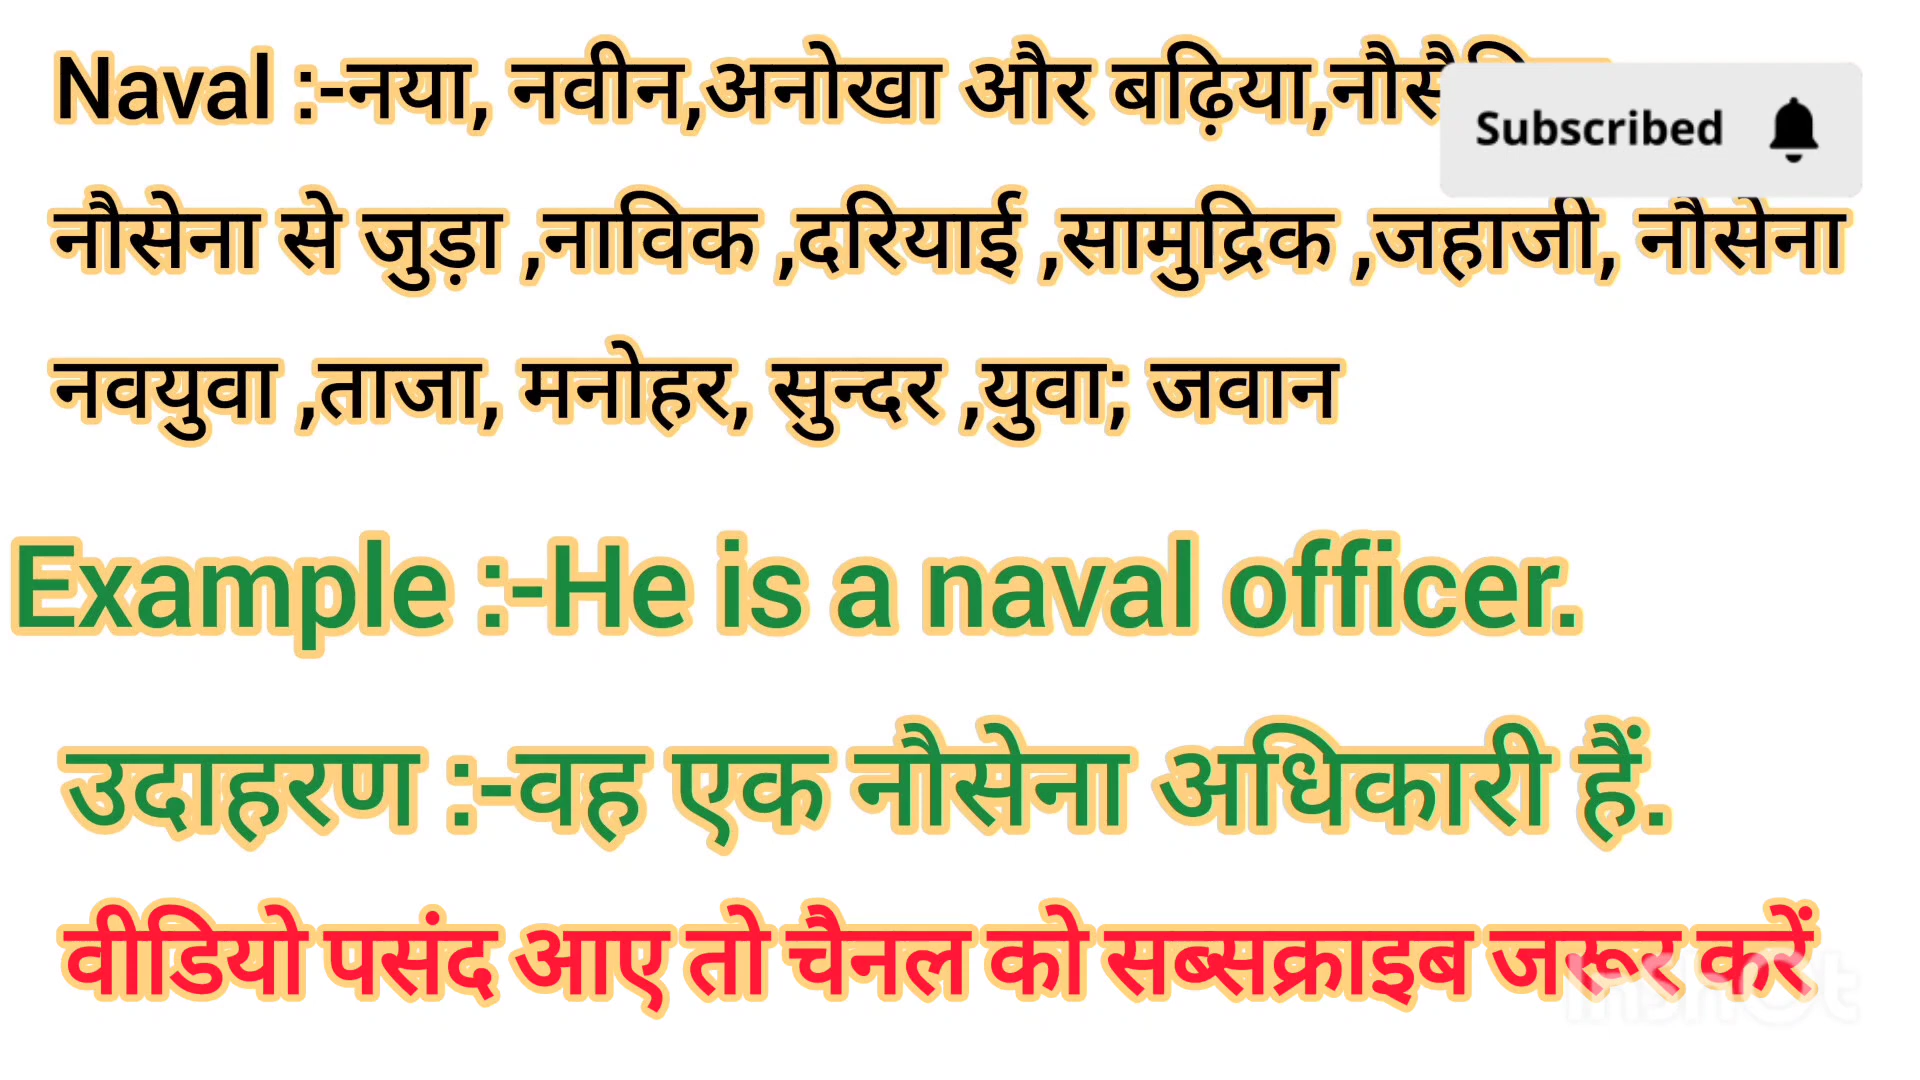 Naval :-नया, नवीन,अनोखा और बढ़िया,
Subscribed
नौसेना से जुड़ा ,नाविक ,दरियाई ,सामुद्रिक ,जहाजी, नौसेना
नवयुवा ,ताजा, मनोहर, सुन्दर ,युवा; जवान
Example :-He is a naval officer.
उदाहरण :-वह एक नौसेना अधिकारी हैं.
वीडियो पसंद आए तो चैनल को सब्सक्राइब जरूर करें
InShOt